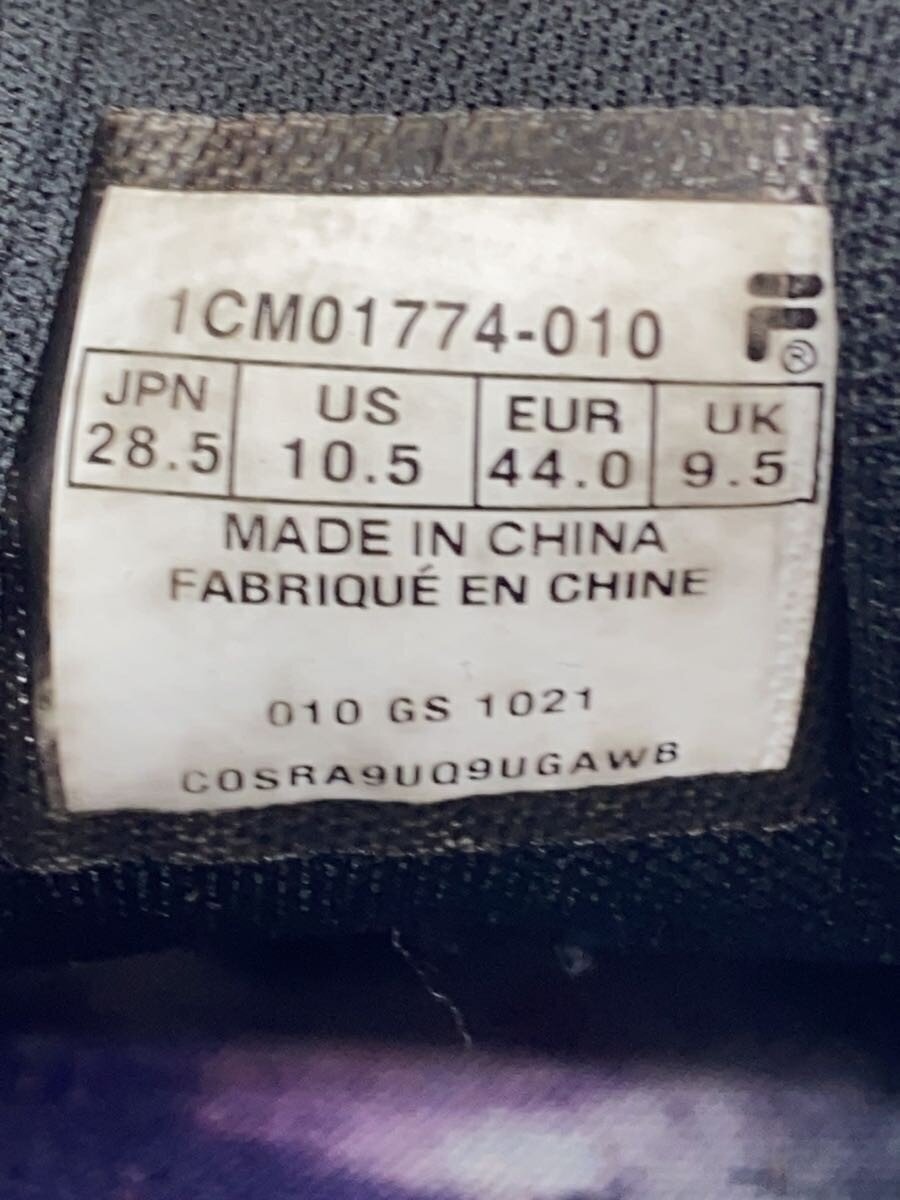 1CM01774-010
F®
JPN US EUR UK
28.5 10.5 44.0 9.5
MADE IN CHINA
FABRIQUÉ EN CHINE
010 GS 1021
C0SRA9UQ9UGAWB